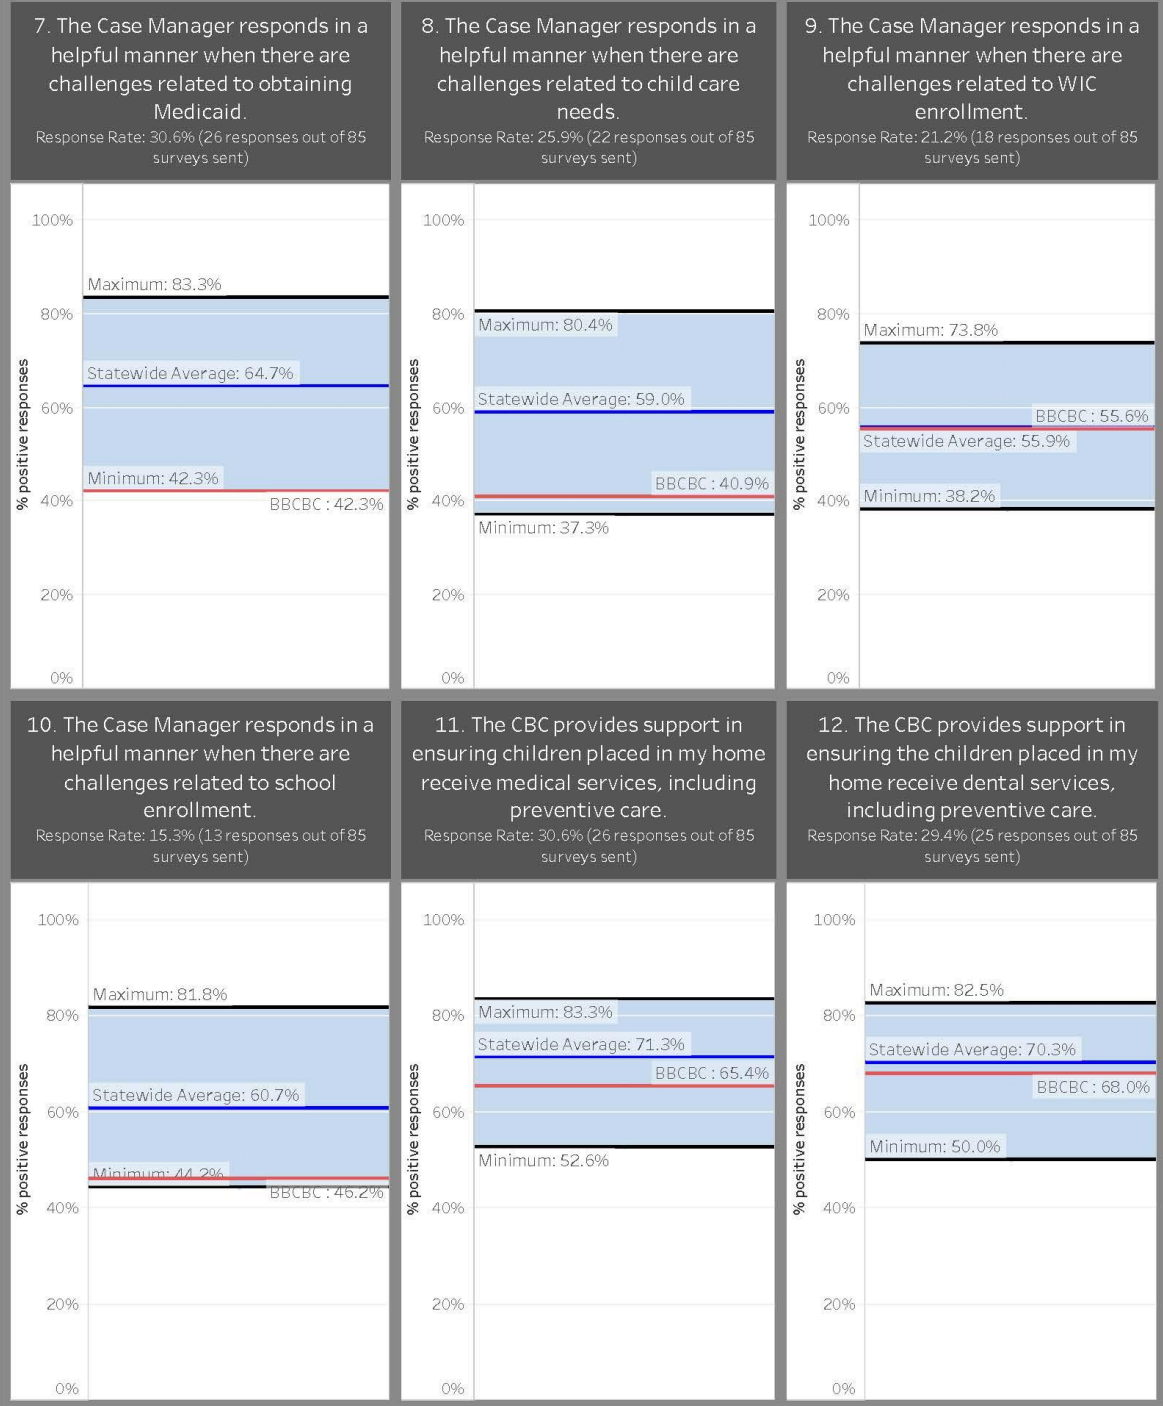 7. The Case Manager responds in a
helpful manner when there are
challenges related to obtaining
Medicaid.
Response Rate: 30.6% (26 responses out of 85
surveys sent)
100%
Maximum: 83.3%
80%
Statewide Average: 64.7%
60%
Minimum: 42.3%
40%
BBCBC : 42.3%
20%
0%
% positive responses
8. The Case Manager responds in a
helpful manner when there are
challenges related to child care
needs.
Response Rate: 25.9% (22 responses out of 85
surveys sent)
100%
80%
Maximum: 80.4%
Statewide Average: 59.0%
60%
BBCBC : 40.9%
40%
Minimum: 37.3%
20%
0%
% positive responses
9. The Case Manager responds in a
helpful manner when there are
challenges related to WIC
enrollment.
Response Rate: 21.2% (18 responses out of 85
surveys sent)
100%
80%
Maximum: 73.8%
60%
BBCBC : 55.6%
Statewide Average: 55.9%
Minimum: 38.2%
40%
20%
0%
% positive responses
10. The Case Manager responds in a
helpful manner when there are
challenges related to school
enrollment.
Response Rate: 15.3% (13 responses out of 85
surveys sent)
100%
Maximum: 81.8%
80%
Statewide Average: 60.7%
60%
Minimum: 44.2%
BBCBC : 46.2%
40%
20%
0%
% positive responses
11. The CBC provides support in
ensuring children placed in my home
receive medical services, including
preventive care.
Response Rate: 30.6% (26 responses out of 85
surveys sent)
100%
Maximum: 83.3%
80%
Statewide Average: 71.3%
BBCBC : 65.4%
60%
Minimum: 52.6%
40%
20%
0%
% positive responses
12. The CBC provides support in
ensuring the children placed in my
home receive dental services,
including preventive care.
Response Rate: 29.4% (25 responses out of 85
surveys sent)
100%
Maximum: 82.5%
80%
Statewide Average: 70.3%
BBCBC : 68.0%
60%
Minimum: 50.0%
40%
20%
0%
% positive responses